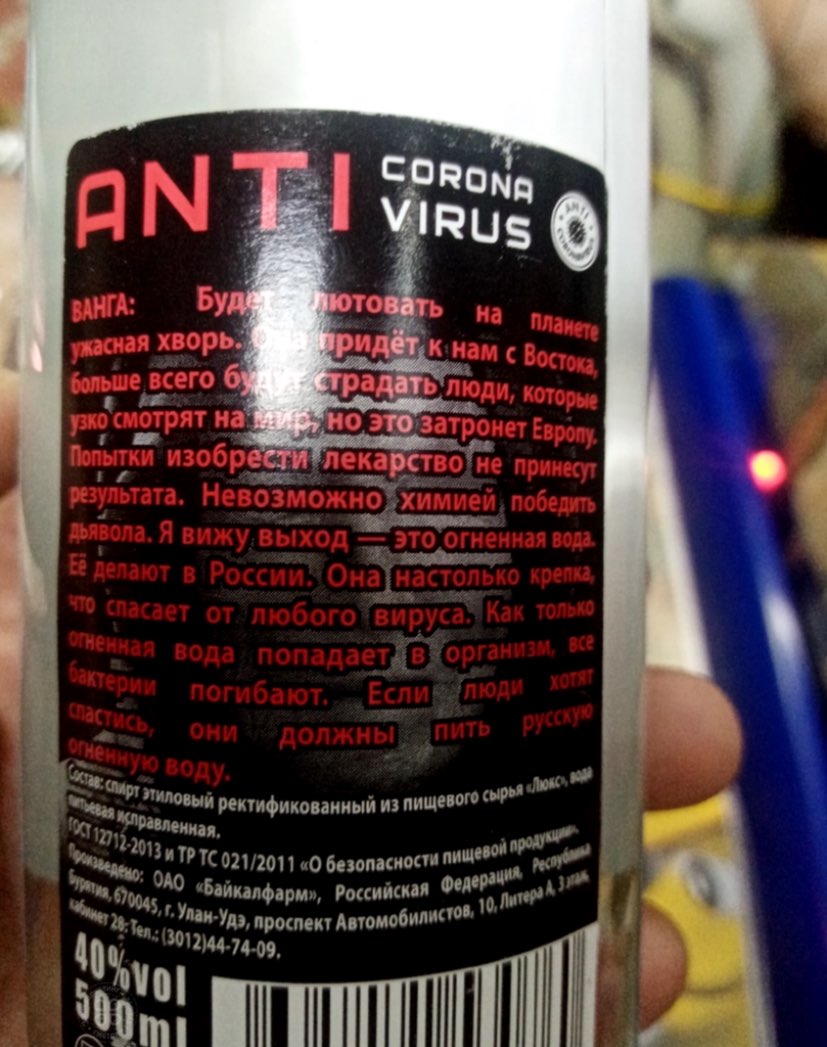 ANTI CORONA
VIRUS
ВАНГА: Будет лютовать на планете
ужасная хворь. Она придёт к нам с Востока,
больше всего будут страдать люди, которые
узко смотрят на мир, но это затронет Европу.
Попытки изобрести лекарство не принесут
результата. Невозможно химией победить
дьявола. Я вижу выход — это огненная вода.
Её делают в России. Она настолько крепка,
что спасает от любого вируса. Как только
огненная вода попадает в организм, все
бактерии погибают. Если люди хотят
спастись, они должны пить русскую
огненную воду.
Состав: спирт этиловый ректификованный из пищевого сырья «Люкс», вода
питьевая исправленная.
ГОСТ 12712-2013 и ТР ТС 021/2011 «О безопасности пищевой продукции».
Произведено: ОАО «Байкалфарм», Российская Федерация, Республика
Бурятия, 670045, г. Улан-Удэ, проспект Автомобилистов, 10, Литера А, 3 этаж,
кабинет 28. Тел.: (3012)44-74-09.
40%vol
500ml